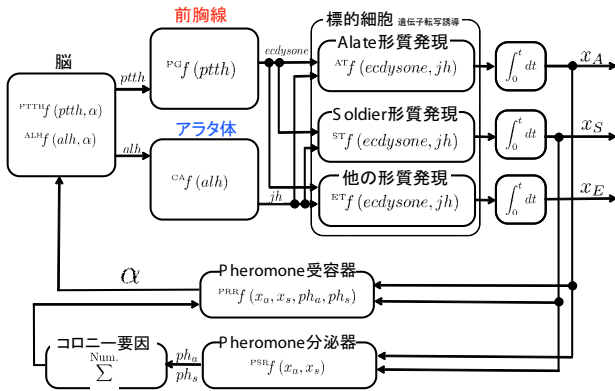 前胸線
標的細胞 遺伝子転写誘導
脳
ptth
PG f (ptth)
ecdysone
Alate形質発現
AT f (ecdysone, jh)
∫ 0 t dt
x_A
PTTH f (ptth, α)
ALH f (alh, α)
アラタ体
Soldier形質発現
ST f (ecdysone, jh)
∫ 0 t dt
x_S
alh
CA f (alh)
jh
他の形質発現
ET f (ecdysone, jh)
∫ 0 t dt
x_E
α
Pheromone受容器
PRR f (x_a, x_s, ph_a, ph_s)
コロニー要因
Num.
∑
ph_a
ph_s
Pheromone分泌器
PSR f (x_a, x_s)